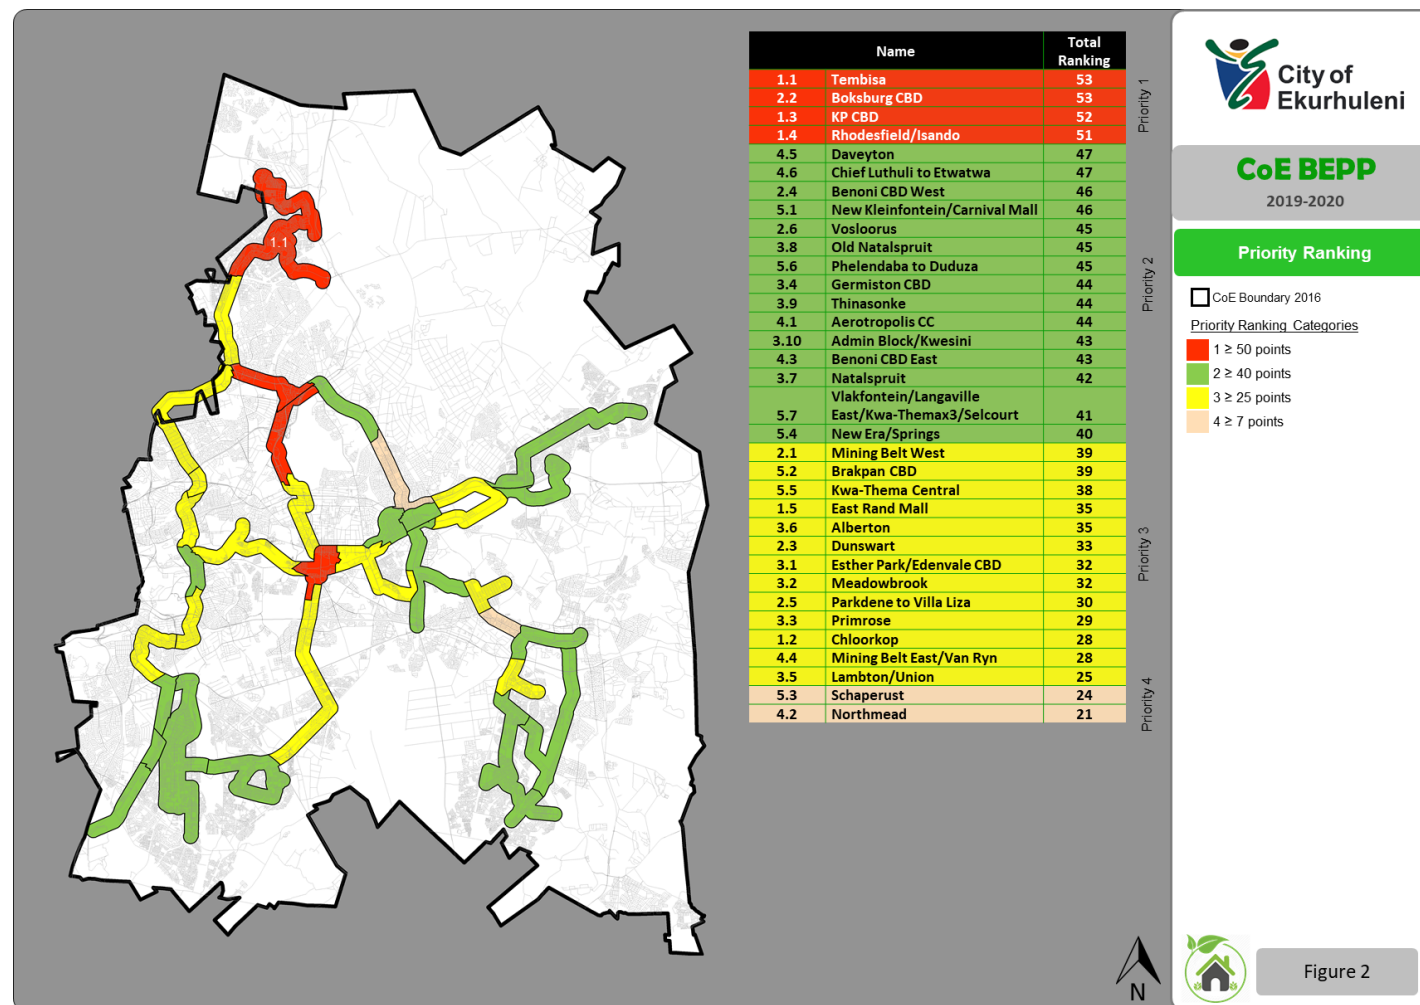 Name Total Ranking
1.1 Tembisa 53
2.2 Boksburg CBD 53
1.3 KP CBD 52
1.4 Rhodesfield/Isando 51
4.5 Daveyton 47
4.6 Chief Luthuli to Etwatwa 47
2.4 Benoni CBD West 46
5.1 New Kleinfontein/Carnival Mall 46
2.6 Vosloorus 45
3.8 Old Natalspruit 45
5.6 Phelendaba to Duduza 45
3.4 Germiston CBD 44
3.9 Thinasonke 44
4.1 Aerotropolis CC 44
3.10 Admin Block/Kwesini 43
4.3 Benoni CBD East 43
3.7 Natalspruit 42
Vlakfontein/Langaville
5.7 East/Kwa-Themax3/Selcourt 41
5.4 New Era/Springs 40
2.1 Mining Belt West 39
5.2 Brakpan CBD 39
5.5 Kwa-Thema Central 38
1.5 East Rand Mall 35
3.6 Alberton 35
2.3 Dunswart 33
3.1 Esther Park/Edenvale CBD 32
3.2 Meadowbrook 32
2.5 Parkdene to Villa Liza 30
3.3 Primrose 29
1.2 Chloorkop 28
4.4 Mining Belt East/Van Ryn 28
3.5 Lambton/Union 25
5.3 Schaperust 24
4.2 Northmead 21
Priority 1
Priority 2
Priority 3
Priority 4
1.1
N
City of
Ekurhuleni
CoE BEPP
2019-2020
Priority Ranking
CoE Boundary 2016
Priority Ranking Categories
1 ≥ 50 points
2 ≥ 40 points
3 ≥ 25 points
4 ≥ 7 points
Figure 2